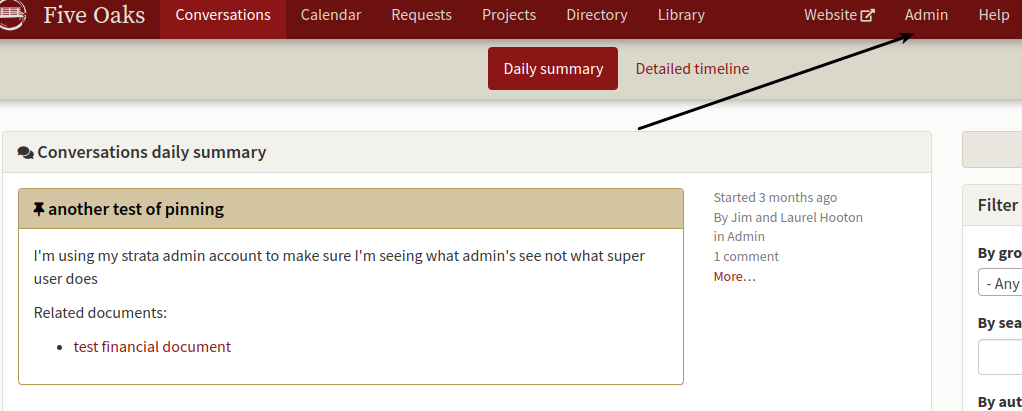 Five Oaks Conversations Calendar Requests Projects Directory Library Website Admin Help
Daily summary Detailed timeline
Conversations daily summary
another test of pinning
I'm using my strata admin account to make sure I'm seeing what admin's see not what super
user does
Related documents:
• test financial document
Started 3 months ago
By Jim and Laurel Hooton
in Admin
1 comment
More...
Filter
By gro
- Any
By sea
By aut